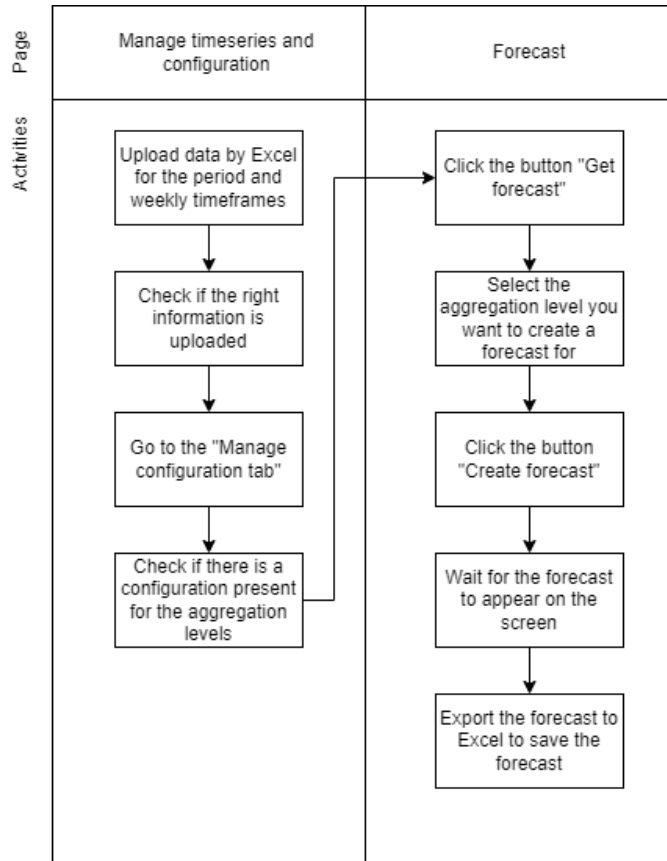 Page
Manage timeseries and
configuration
Forecast
Activities
Upload data by Excel
for the period and
weekly timeframes
Check if the right
information is
uploaded
Go to the "Manage
configuration tab"
Check if there is a
configuration present
for the aggregation
levels
Click the button "Get
forecast"
Select the
aggregation level you
want to create a
forecast for
Click the button
"Create forecast"
Wait for the forecast
to appear on the
screen
Export the forecast to
Excel to save the
forecast